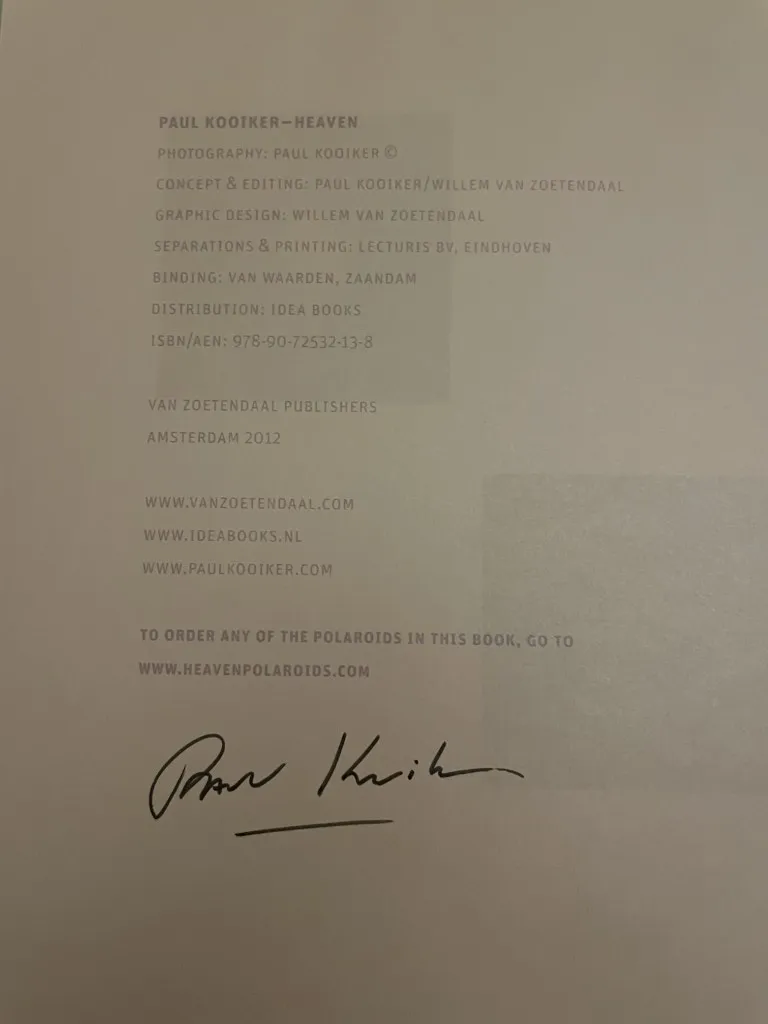 PAUL KOOIKER—HEAVEN
PHOTOGRAPHY: PAUL KOOIKER ©
CONCEPT & EDITING: PAUL KOOIKER/WILLEM VAN ZOETENDAAL
GRAPHIC DESIGN: WILLEM VAN ZOETENDAAL
SEPARATIONS & PRINTING: LECTURIS BV, EINDHOVEN
BINDING: VAN WAARDEN, ZAANDAM
DISTRIBUTION: IDEA BOOKS
ISBN/AEN: 978-90-72532-13-8
VAN ZOETENDAAL PUBLISHERS
AMSTERDAM 2012
WWW.VANZOETENDAAL.COM
WWW.IDEABOOKS.NL
WWW.PAULKOOIKER.COM
TO ORDER ANY OF THE POLAROIDS IN THIS BOOK, GO TO
WWW.HEAVENPOLAROIDS.COM
Paul Kooiker